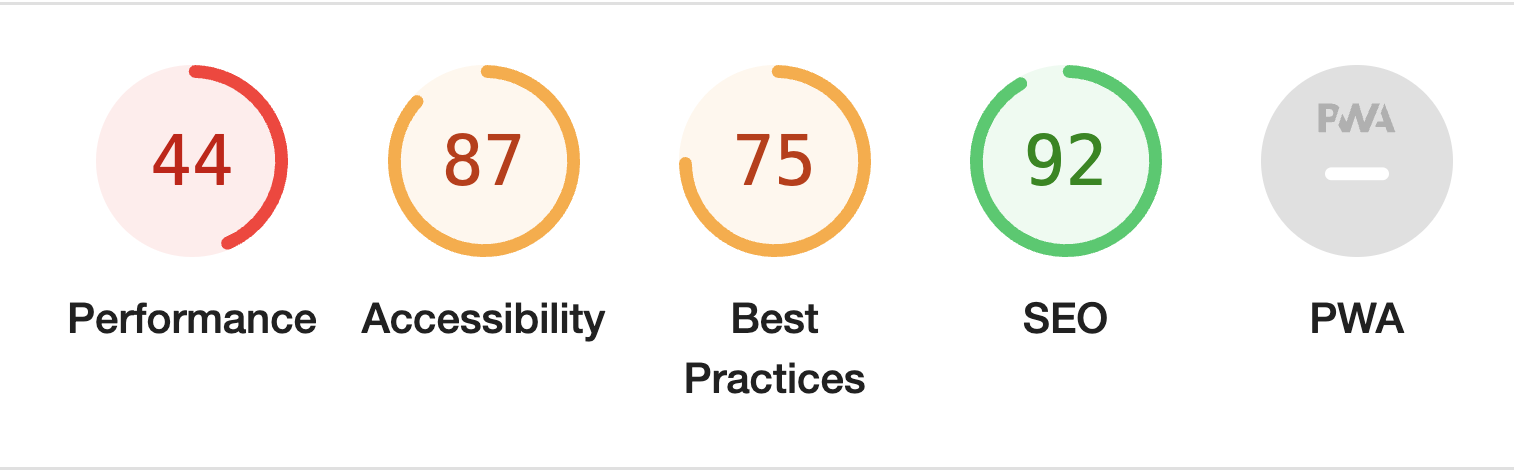 44
87
75
92
PWA
Performance
Accessibility
Best
Practices
SEO
PWA